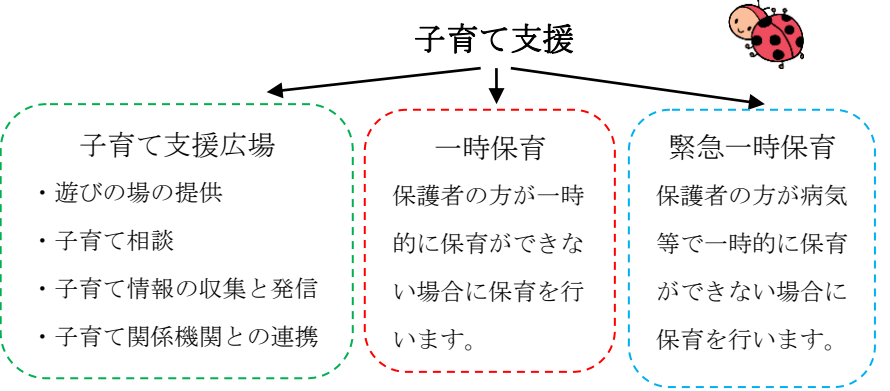 子育て支援
子育て支援広場
・遊びの場の提供
・子育て相談
・子育て情報の収集と発信
・子育て関係機関との連携
一時保育
保護者の方が一時
的に保育ができな
い場合に保育を行
います。
緊急一時保育
保護者の方が病気
等で一時的に保育
ができない場合に
保育を行います。